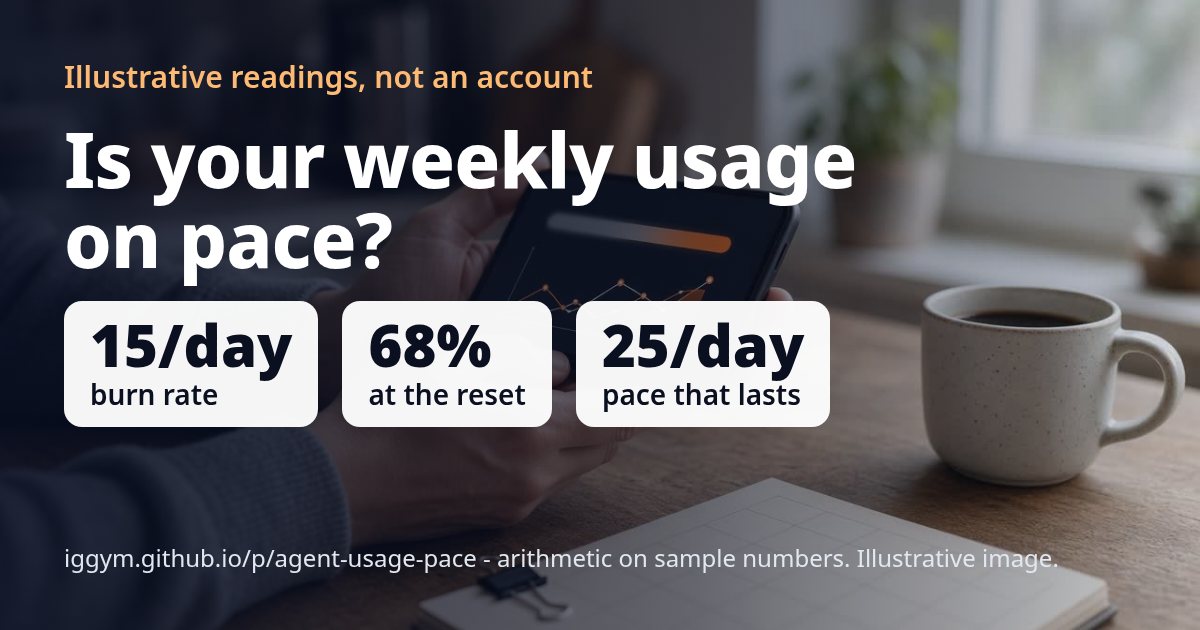 Illustrative readings, not an account
Is your weekly usage
on pace?
15/day
burn rate
68%
at the reset
25/day
pace that lasts
iggym.github.io/p/agent-usage-pace - arithmetic on sample numbers. Illustrative image.